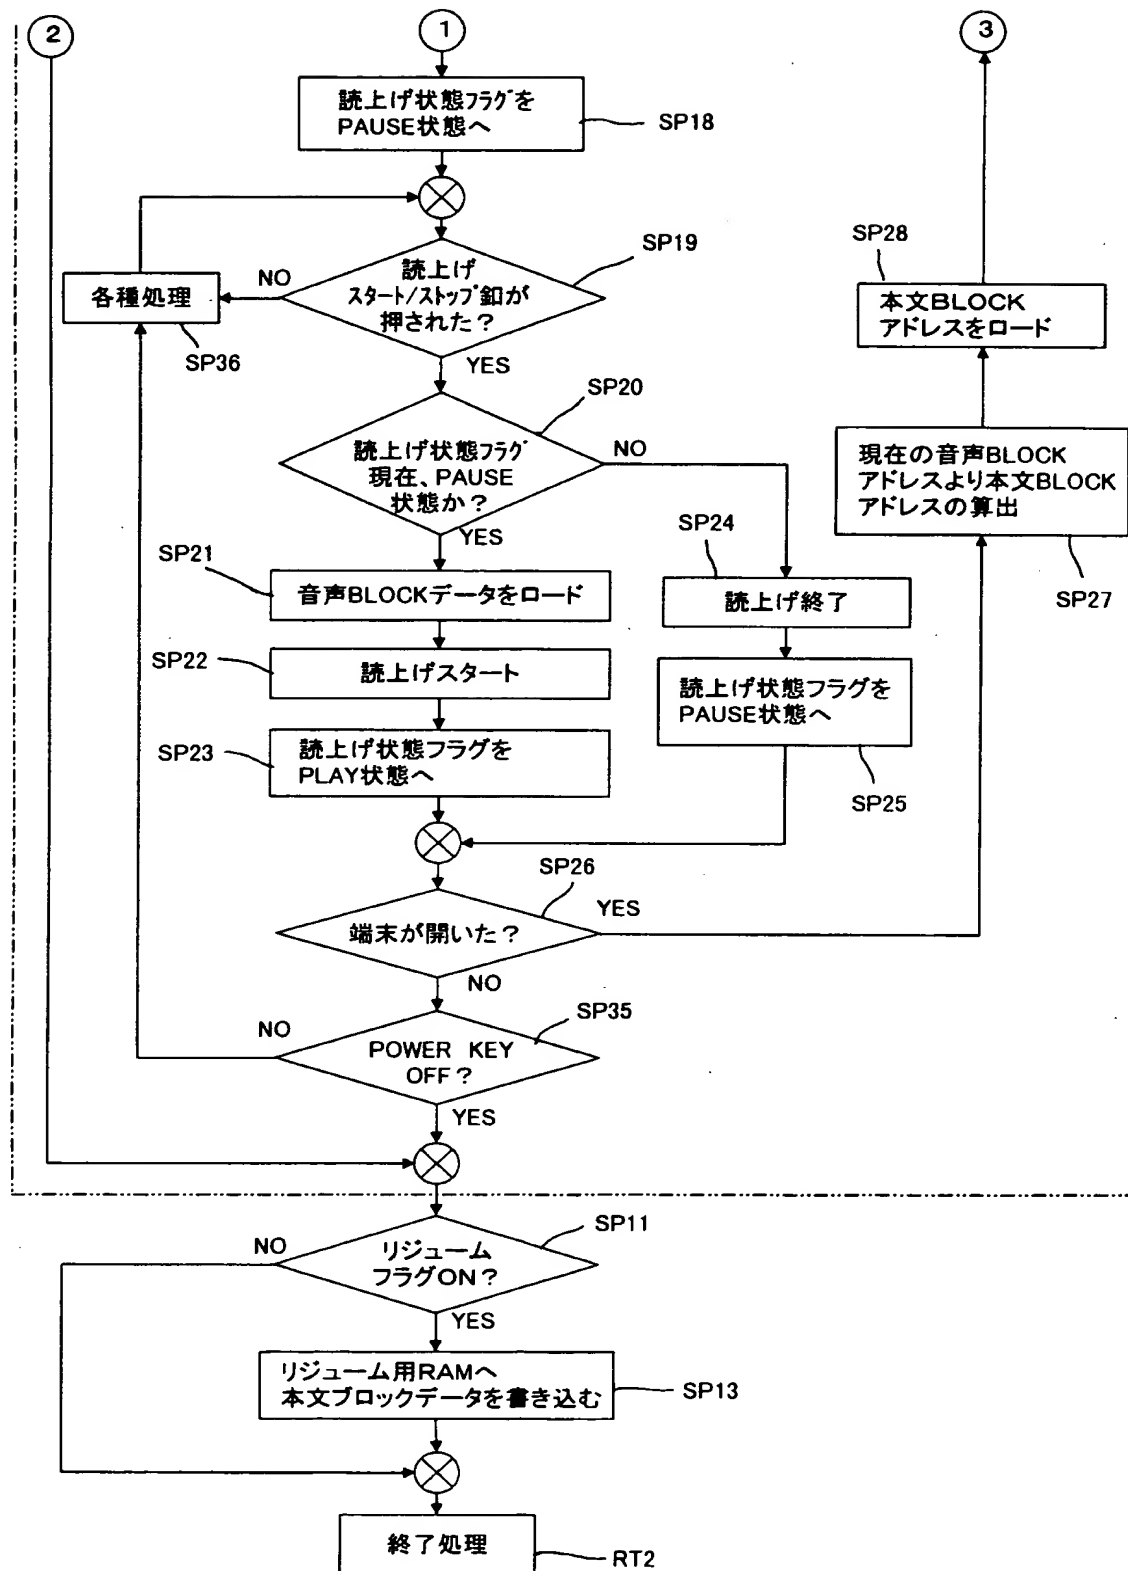 2
1
3
読上げ状態フラグを
PAUSE状態へ
SP18
SP19
NO
読上げ
スタート/ストップ釦が
押された?
各種処理
SP36
YES
SP28
本文BLOCK
アドレスをロード
SP20
読上げ状態フラグ
現在、PAUSE
状態か?
NO
YES
現在の音声BLOCK
アドレスより本文BLOCK
アドレスの算出
SP27
SP21
音声BLOCKデータをロード
SP24
読上げ終了
SP22
読上げスタート
読上げ状態フラグを
PAUSE状態へ
SP25
SP23
読上げ状態フラグを
PLAY状態へ
SP26
端末が開いた?
YES
NO
SP35
NO
POWER KEY
OFF?
YES
SP11
NO
リジューム
フラグON?
YES
リジューム用RAMへ
本文ブロックデータを書き込む
SP13
終了処理
RT2